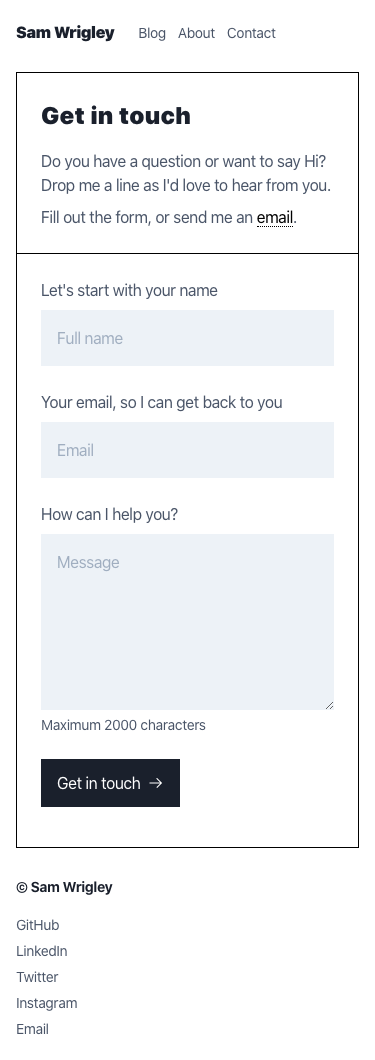 Sam Wrigley Blog About Contact
Get in touch
Do you have a question or want to say Hi?
Drop me a line as I'd love to hear from you.
Fill out the form, or send me an email.
Let's start with your name
Full name
Your email, so I can get back to you
Email
How can I help you?
Message
Maximum 2000 characters
Get in touch →
© Sam Wrigley
GitHub
LinkedIn
Twitter
Instagram
Email